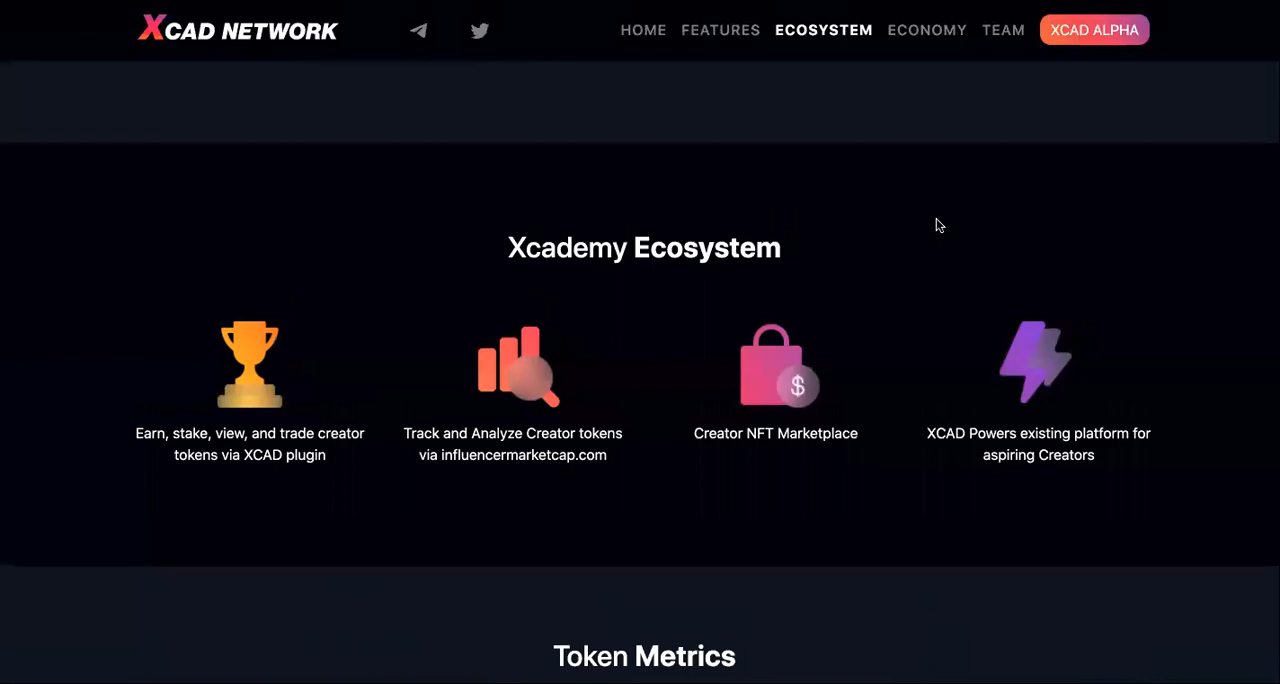 XCAD NETWORK
HOME FEATURES ECOSYSTEM ECONOMY TEAM XCAD ALPHA
Xcademy Ecosystem
$
Earn, stake, view, and trade creator
tokens via XCAD plugin
Track and Analyze Creator tokens
via influencermarketcap.com
Creator NFT Marketplace
XCAD Powers existing platform for
aspiring Creators
Token Metrics